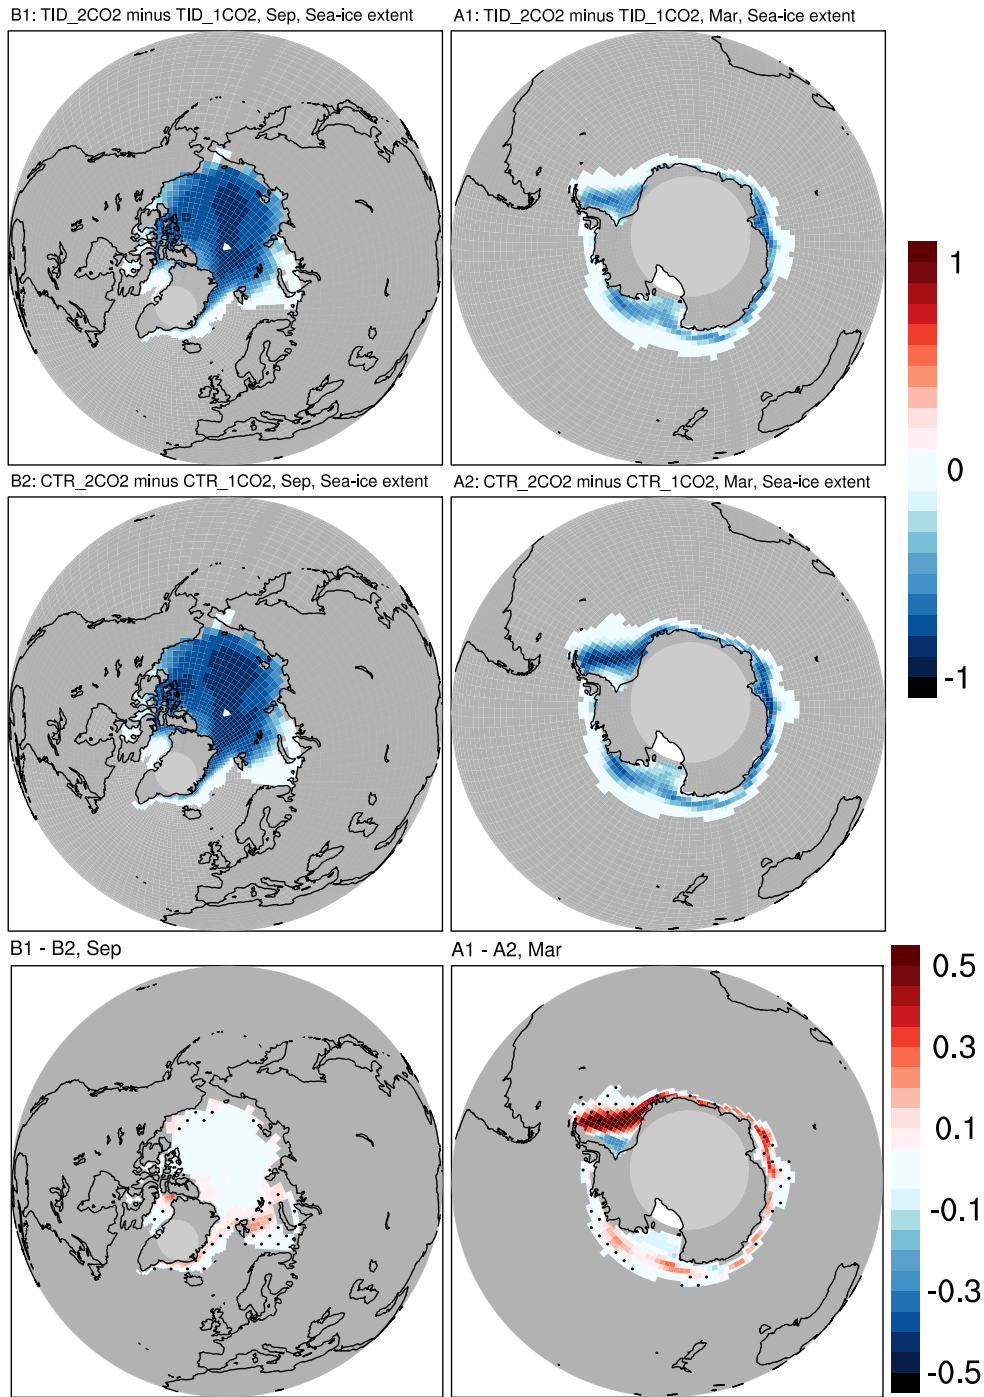 B1: TID_2CO2 minus TID_1CO2, Sep, Sea-ice extent
A1: TID_2CO2 minus TID_1CO2, Mar, Sea-ice extent
1
0
-1
B2: CTR_2CO2 minus CTR_1CO2, Sep, Sea-ice extent
A2: CTR_2CO2 minus CTR_1CO2, Mar, Sea-ice extent
B1 - B2, Sep
A1 - A2, Mar
0.5
0.3
0.1
-0.1
-0.3
-0.5